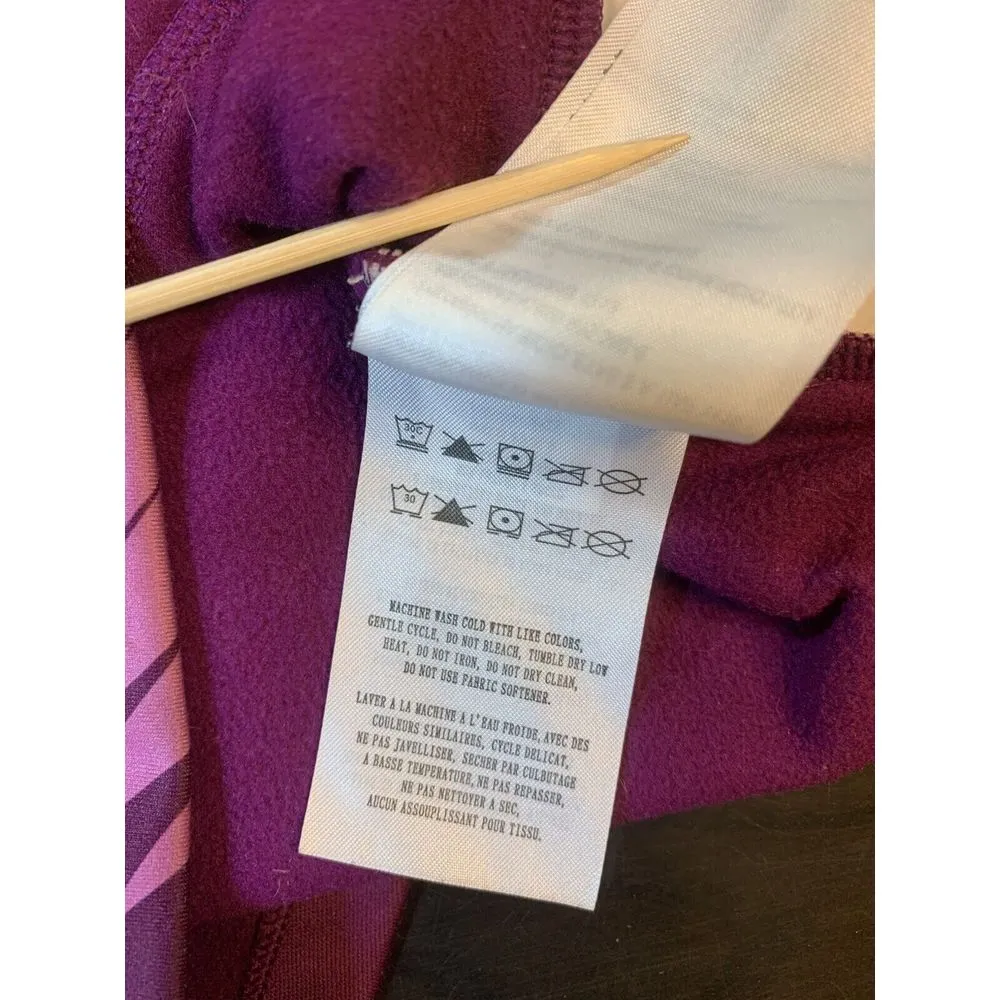 30C
30
MACHINE WASH COLD WITH LIKE COLORS,
GENTLE CYCLE, DO NOT BLEACH, TUMBLE DRY LOW
HEAT, DO NOT IRON, DO NOT DRY CLEAN,
DO NOT USE FABRIC SOFTENER.
LAVER A LA MACHINE A L'EAU FROIDE, AVEC DES
COULEURS SIMILAIRES, CYCLE DELICAT,
NE PAS JAVELLISER, SECHER PAR CULBUTAGE
A BASSE TEMPERATURE, NE PAS REPASSER,
NE PAS NETTOYER A SEC,
AUCUN ASSOUPLISSANT POUR TISSU.